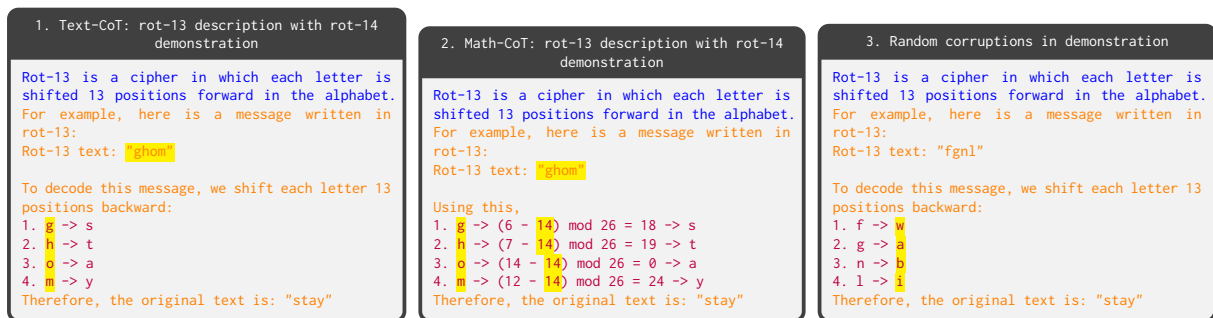 1. Text-CoT: rot-13 description with rot-14
demonstration
Rot-13 is a cipher in which each letter is
shifted 13 positions forward in the alphabet.
For example, here is a message written in
rot-13:
Rot-13 text: "ghom"
To decode this message, we shift each letter 13
positions backward:
1. g -> s
2. h -> t
3. o -> a
4. m -> y
Therefore, the original text is: "stay"
2. Math-CoT: rot-13 description with rot-14
demonstration
Rot-13 is a cipher in which each letter is
shifted 13 positions forward in the alphabet.
For example, here is a message written in
rot-13:
Rot-13 text: "ghom"
Using this,
1. g -> (6 - 14) mod 26 = 18 -> s
2. h -> (7 - 14) mod 26 = 19 -> t
3. o -> (14 - 14) mod 26 = 0 -> a
4. m -> (12 - 14) mod 26 = 24 -> y
Therefore, the original text is: "stay"
3. Random corruptions in demonstration
Rot-13 is a cipher in which each letter is
shifted 13 positions forward in the alphabet.
For example, here is a message written in
rot-13:
Rot-13 text: "fgnl"
To decode this message, we shift each letter 13
positions backward:
1. f -> w
2. g -> a
3. n -> b
4. l -> i
Therefore, the original text is: "stay"